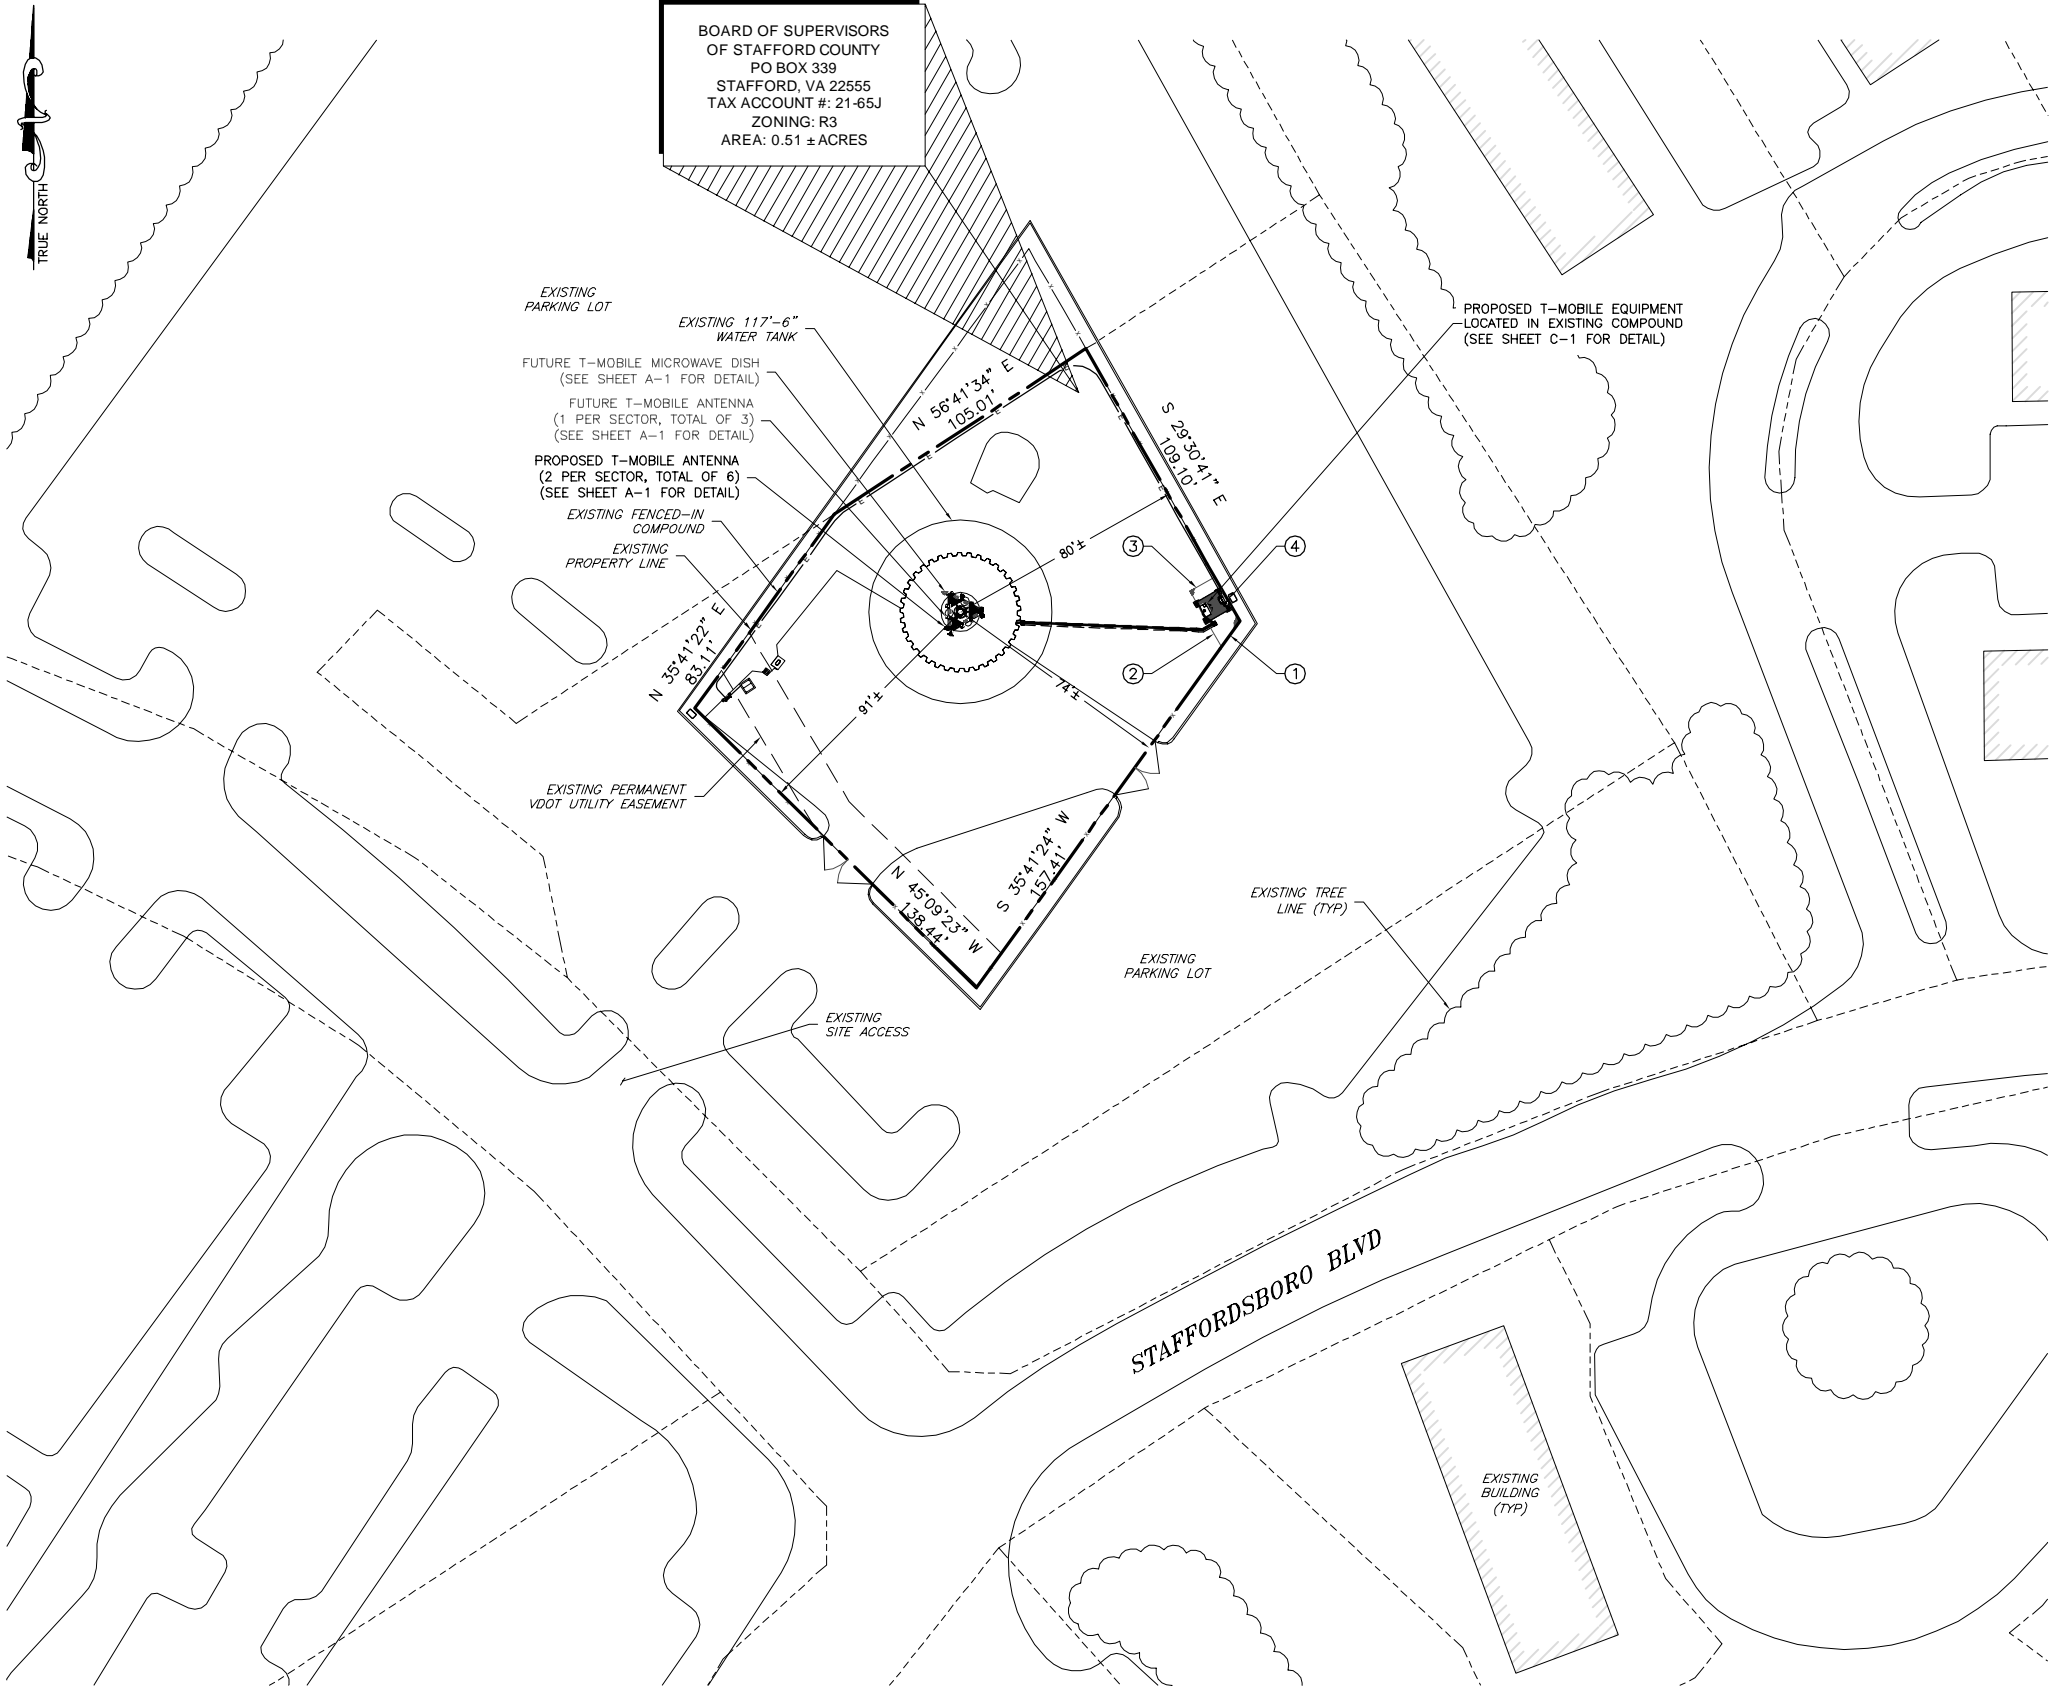 BOARD OF SUPERVISORS
OF STAFFORD COUNTY
PO BOX 339
STAFFORD, VA 22555
TAX ACCOUNT #: 21-65J
ZONING: R3
AREA: 0.51 ± ACRES
TRUE NORTH
EXISTING
PARKING LOT
EXISTING 117'-6"
WATER TANK
FUTURE T-MOBILE MICROWAVE DISH
(SEE SHEET A-1 FOR DETAIL)
FUTURE T-MOBILE ANTENNA
(1 PER SECTOR, TOTAL OF 3)
(SEE SHEET A-1 FOR DETAIL)
PROPOSED T-MOBILE ANTENNA
(2 PER SECTOR, TOTAL OF 6)
(SEE SHEET A-1 FOR DETAIL)
EXISTING FENCED-IN
COMPOUND
EXISTING
PROPERTY LINE
PROPOSED T-MOBILE EQUIPMENT
LOCATED IN EXISTING COMPOUND
(SEE SHEET C-1 FOR DETAIL)
N 56°41'34" E
105.01'
S 29°30'41" E
109.10'
80'±
3
4
2
1
N 35°41'22" E
83.11'
91'±
74'±
EXISTING PERMANENT
VDOT UTILITY EASEMENT
S 35°41'24" W
157.41'
N 45°09'23" W
138.44'
EXISTING TREE
LINE (TYP)
EXISTING
PARKING LOT
EXISTING
SITE ACCESS
STAFFORDSBORO BLVD
EXISTING
BUILDING
(TYP)